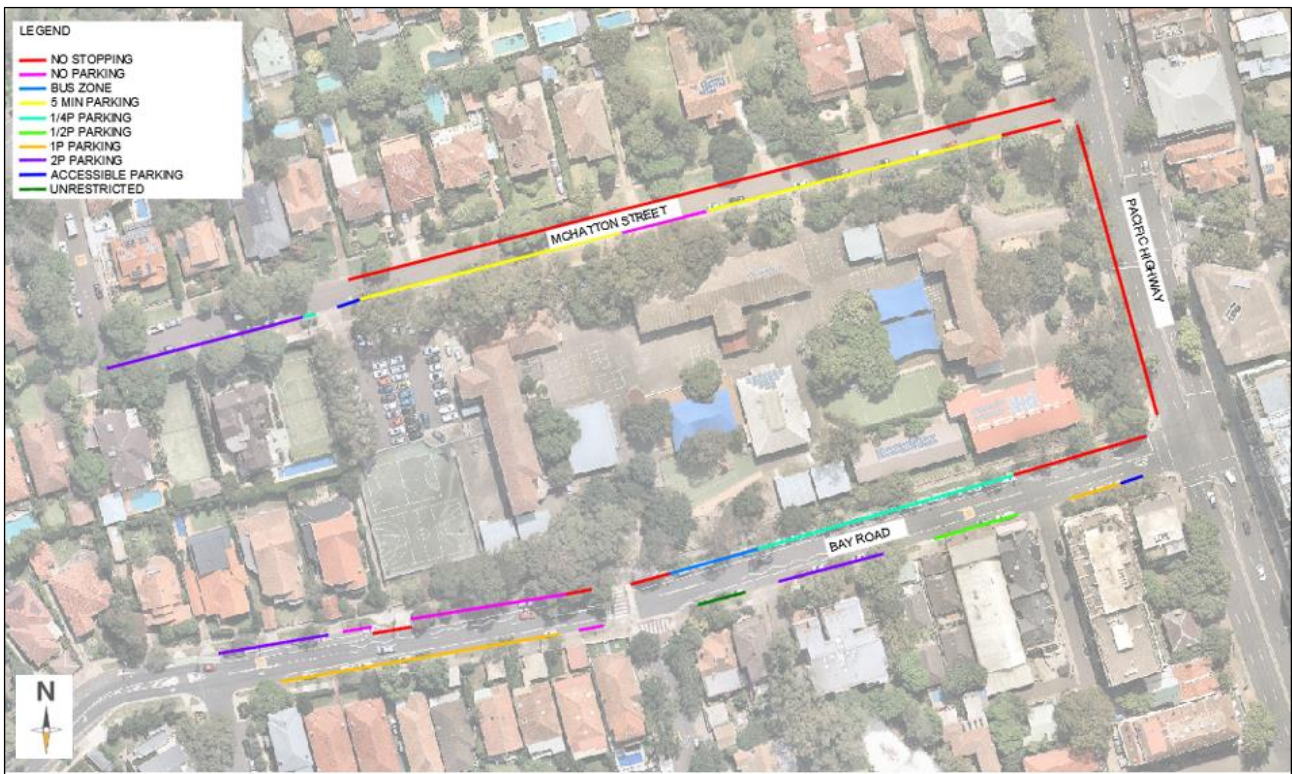 LEGEND
NO STOPPING
NO PARKING
BUS ZONE
5 MIN PARKING
1/4P PARKING
1/2P PARKING
1P PARKING
2P PARKING
ACCESSIBLE PARKING
UNRESTRICTED
MCHATTON STREET
PACIFIC HIGHWAY
BAY ROAD
N